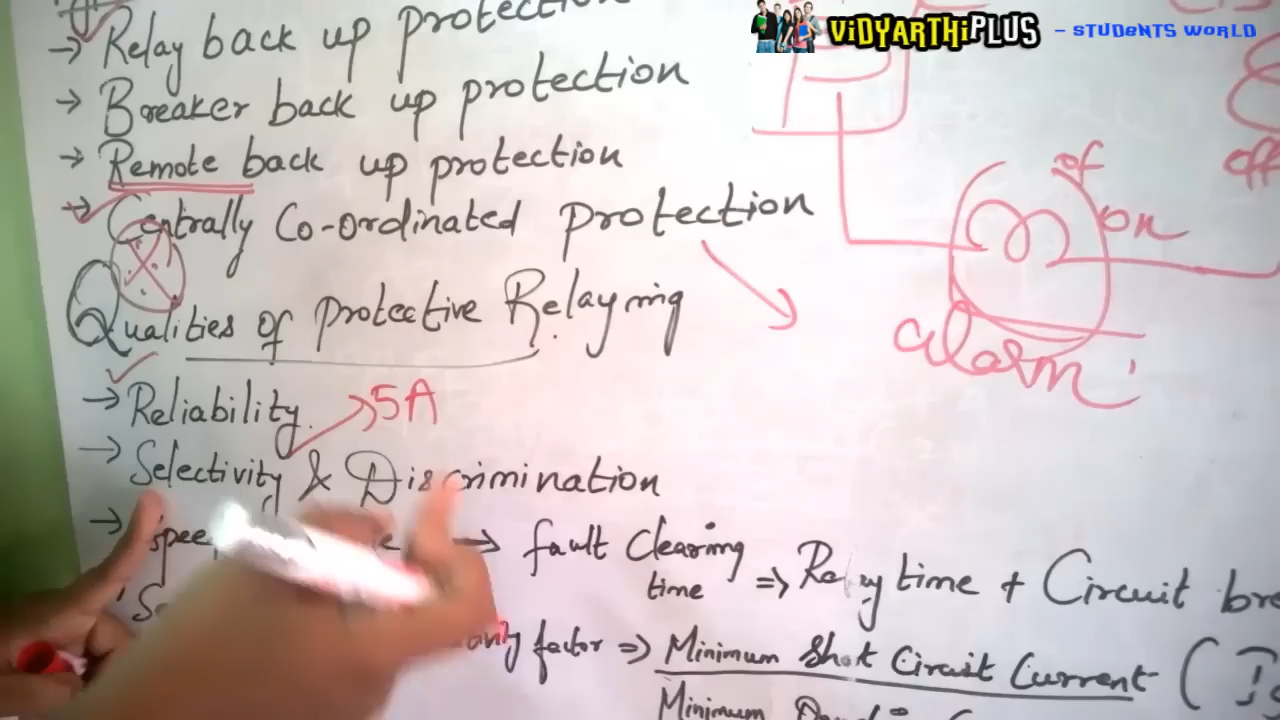 ViDYARTHiPLUS - STUDeNTS WORLD
→ Relay back up protection
→ Breaker back up protection
→ Remote back up protection
→ Centrally Co-ordinated protection
of
on
off
alarm
Qualities of protective Relaying
→ Reliability.
5A
→ Selectivity & Discrimination
→ → fault Clearing time ⇒ Relay time + Circuit
factor ⇒ Minimum Short Circuit Current
Minimum